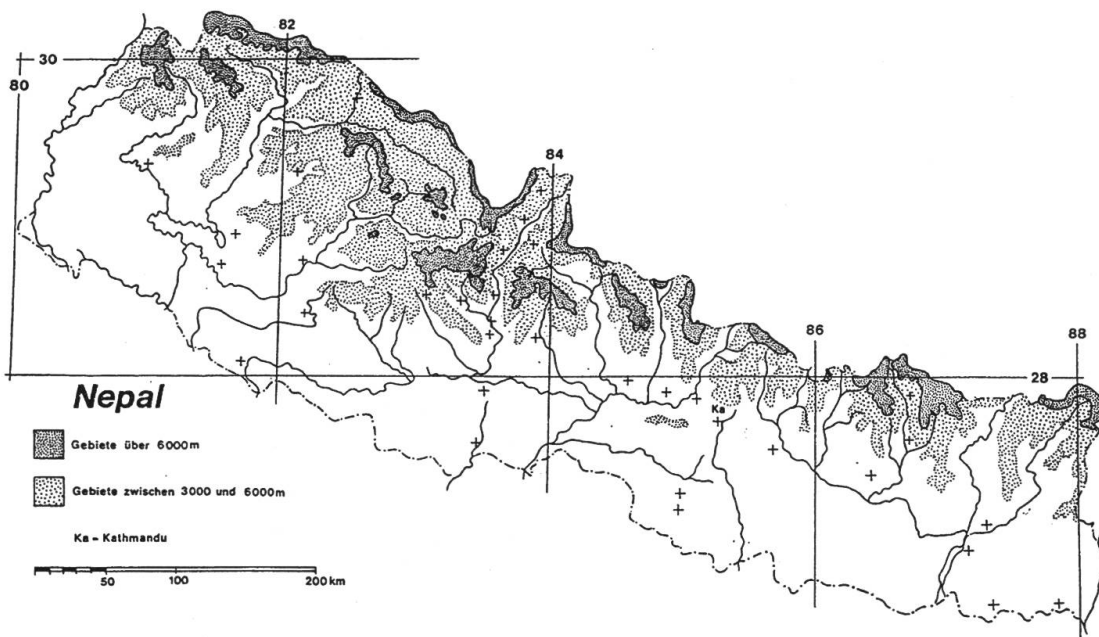 82
30
80
84
86
88
28
Nepal
Gebiete über 6000m
Gebiete zwischen 3000 und 6000m
Ka
Ka - Kathmandu
50 100 200 km